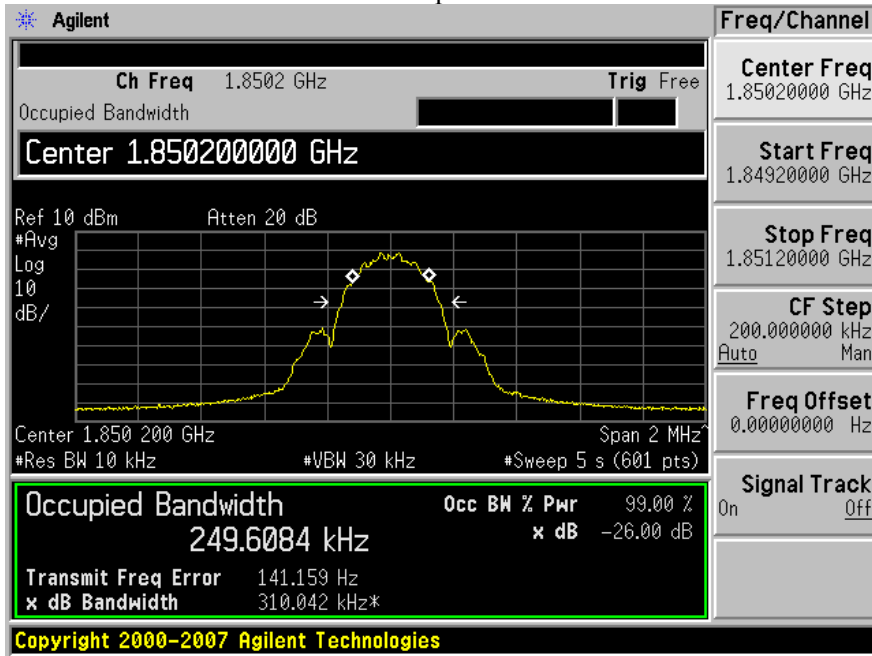 Agilent
Freq/Channel
Ch Freq 1.8502 GHz Trig Free
Occupied Bandwidth
Center 1.850200000 GHz
Ref 10 dBm Atten 20 dB
#Avg
Log
10
dB/
Center 1.850 200 GHz Span 2 MHz^
#Res BW 10 kHz #VBW 30 kHz #Sweep 5 s (601 pts)
Occupied Bandwidth
249.6084 kHz
Occ BW % Pwr 99.00 %
x dB -26.00 dB
Transmit Freq Error 141.159 Hz
x dB Bandwidth 310.042 kHz*
Center Freq
1.85020000 GHz
Start Freq
1.84920000 GHz
Stop Freq
1.85120000 GHz
CF Step
200.000000 kHz
Auto Man
Freq Offset
0.00000000 Hz
Signal Track
On Off
Copyright 2000-2007 Agilent Technologies